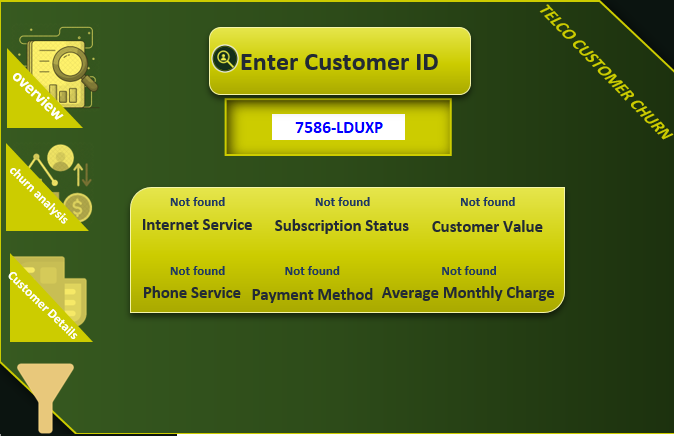 TELCO CUSTOMER CHURN
Enter Customer ID
overview
7586-LDUXP
churn analysis
Not found Not found Not found
Internet Service Subscription Status Customer Value
Customer Details
Not found Not found Not found
Phone Service Payment Method Average Monthly Charge